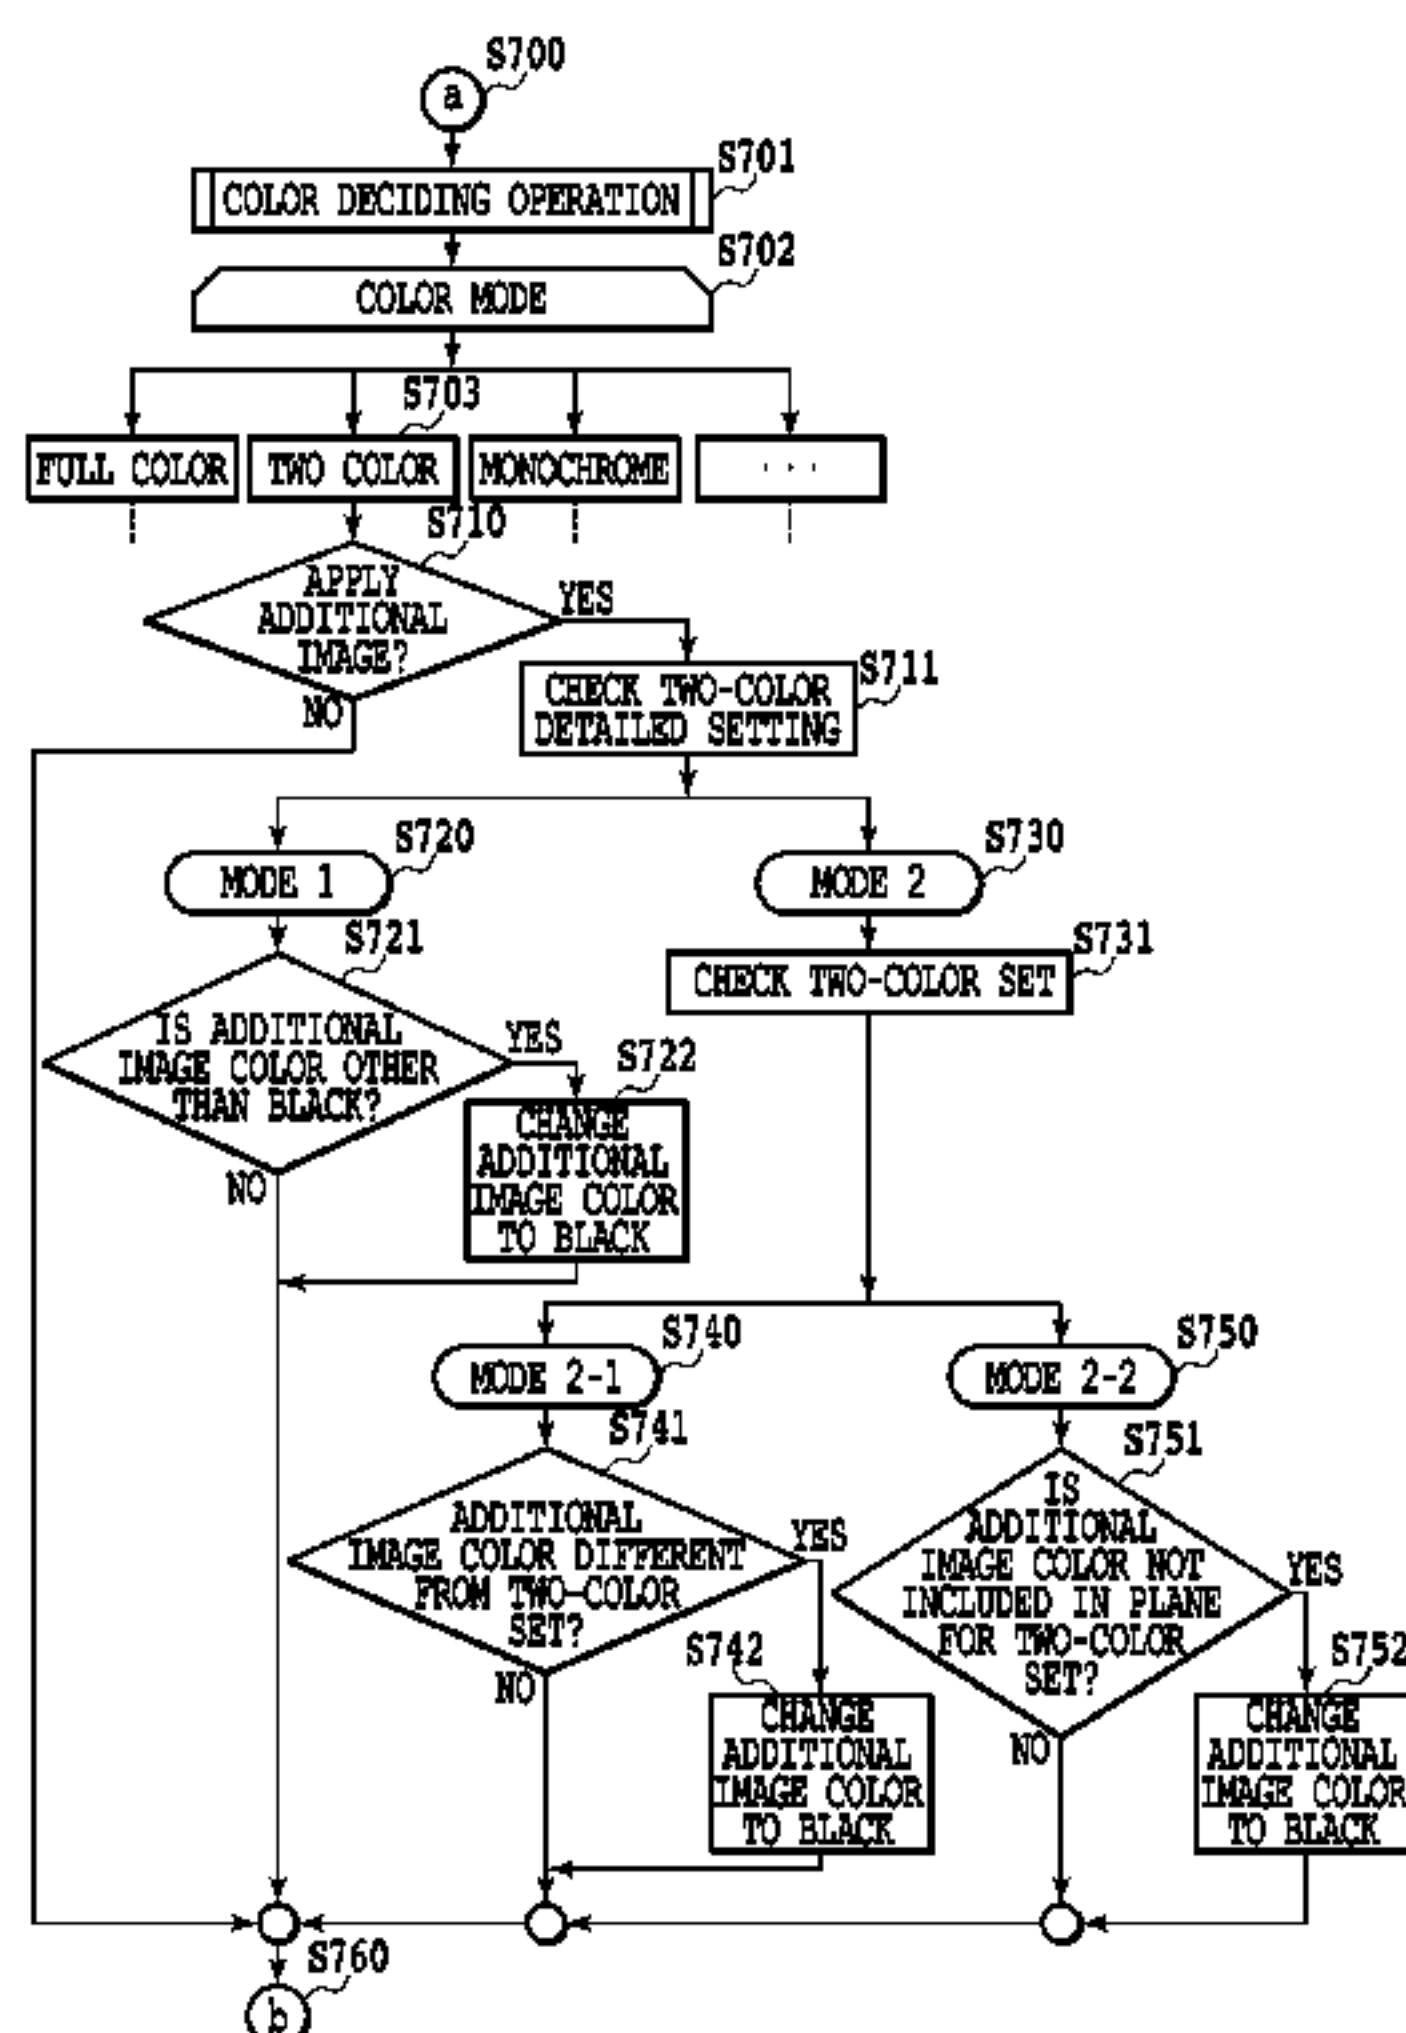 S700
a
S701
COLOR DECIDING OPERATION
S702
COLOR MODE
S703
FULL COLOR
TWO COLOR
MONOCHROME
...
S710
APPLY
ADDITIONAL
IMAGE?
YES
NO
S711
CHECK TWO-COLOR
DETAILED SETTING
S720
MODE 1
S730
MODE 2
S721
IS ADDITIONAL
IMAGE COLOR OTHER
THAN BLACK?
YES
NO
S731
CHECK TWO-COLOR SET
S722
CHANGE
ADDITIONAL
IMAGE COLOR
TO BLACK
S740
MODE 2-1
S750
MODE 2-2
S741
ADDITIONAL
IMAGE COLOR DIFFERENT
FROM TWO-COLOR
SET?
YES
NO
S751
IS
ADDITIONAL
IMAGE COLOR NOT
INCLUDED IN PLANE
FOR TWO-COLOR
SET?
YES
NO
S742
CHANGE
ADDITIONAL
IMAGE COLOR
TO BLACK
S752
CHANGE
ADDITIONAL
IMAGE COLOR
TO BLACK
S760
b